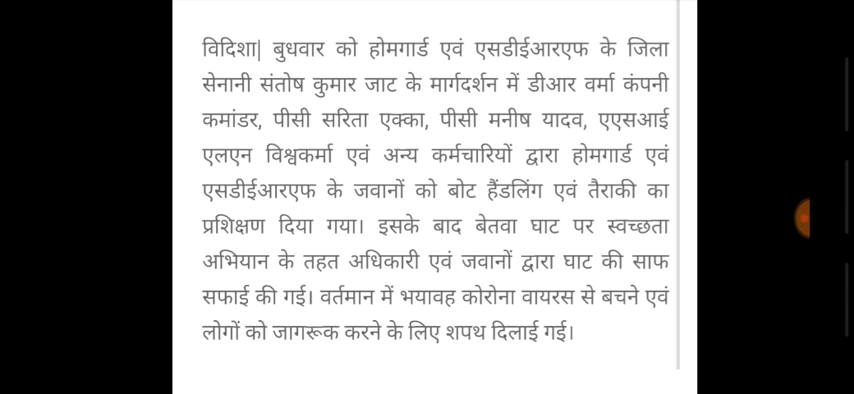 विदिशा| बुधवार को होमगार्ड एवं एसडीईआरएफ के जिला
सेनानी संतोष कुमार जाट के मार्गदर्शन में डीआर वर्मा कंपनी
कमांडर, पीसी सरिता एक्का, पीसी मनीष यादव, एएसआई
एलएन विश्वकर्मा एवं अन्य कर्मचारियों द्वारा होमगार्ड एवं
एसडीईआरएफ के जवानों को बोट हैंडलिंग एवं तैराकी का
प्रशिक्षण दिया गया। इसके बाद बेतवा घाट पर स्वच्छता
अभियान के तहत अधिकारी एवं जवानों द्वारा घाट की साफ
सफाई की गई। वर्तमान में भयावह कोरोना वायरस से बचने एवं
लोगों को जागरूक करने के लिए शपथ दिलाई गई।